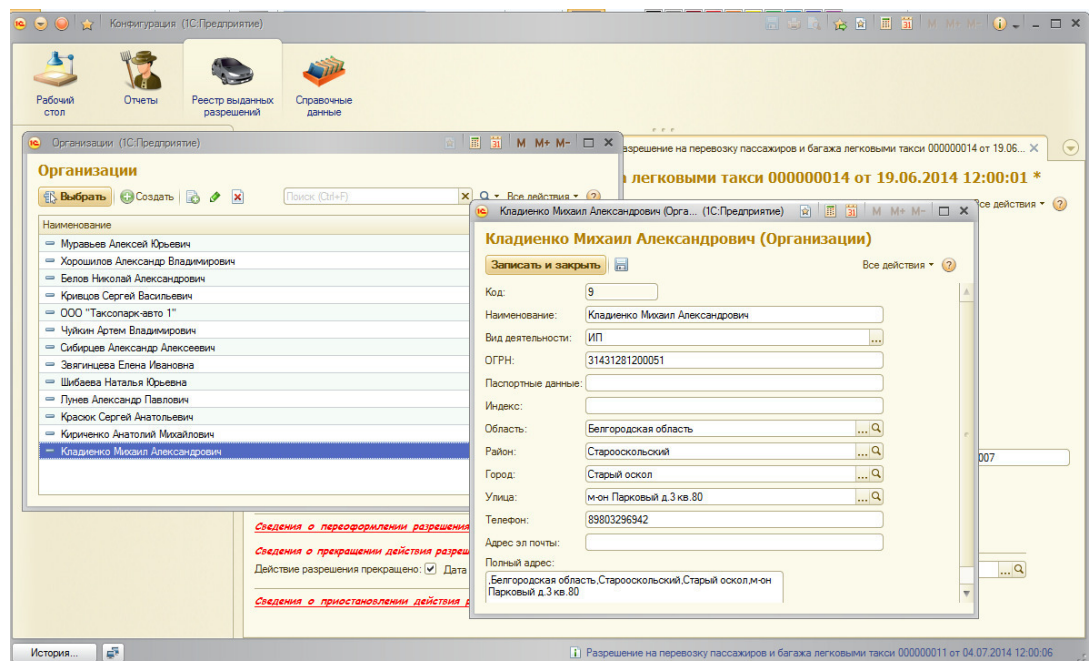 Конфигурация (1С:Предприятие)
M M+ M-
Рабочий стол
Отчеты
Реестр выданных разрешений
Справочные данные
Организации (1С:Предприятие)
M M+ M-
Организации
Выбрать
Создать
Поиск (Ctrl+F)
Все действия
Наименование
Муравьев Алексей Юрьевич
Хорошилов Александр Владимирович
Белов Николай Александрович
Кривцов Сергей Васильевич
ООО "Таксопарк-авто 1"
Чуйкин Артем Владимирович
Сибирцев Александр Алексеевич
Звягинцева Елена Ивановна
Шибаева Наталья Юрьевна
Лунев Александр Павлович
Красюк Сергей Анатольевич
Кириченко Анатолий Михайлович
Кладиенко Михаил Александрович
азрешение на перевозку пассажиров и багажа легковыми такси 000000014 от 19.06...
легковыми такси 000000014 от 19.06.2014 12:00:01 *
Все действия
Кладиенко Михаил Александрович (Орга... (1С:Предприятие)
M M+ M-
Кладиенко Михаил Александрович (Организации)
Записать и закрыть
Все действия
Код: 9
Наименование: Кладиенко Михаил Александрович
Вид деятельности: ИП
ОГРН: 31431281200051
Паспортные данные:
Индекс:
Область: Белгородская область
Район: Старооскольский
Город: Старый оскол
Улица: м-он Парковый д.3 кв.80
Телефон: 89803296942
Адрес эл почты:
Полный адрес:
,Белгородская область,Старооскольский,Старый оскол,м-он
Парковый д.3 кв.80
007
Сведения о переоформлении разрешения
Сведения о прекращении действия разреш
Действие разрешения прекращено: Дата
Сведения о приостановлении действия р
История...
Разрешение на перевозку пассажиров и багажа легковыми такси 000000011 от 04.07.2014 12:00:06